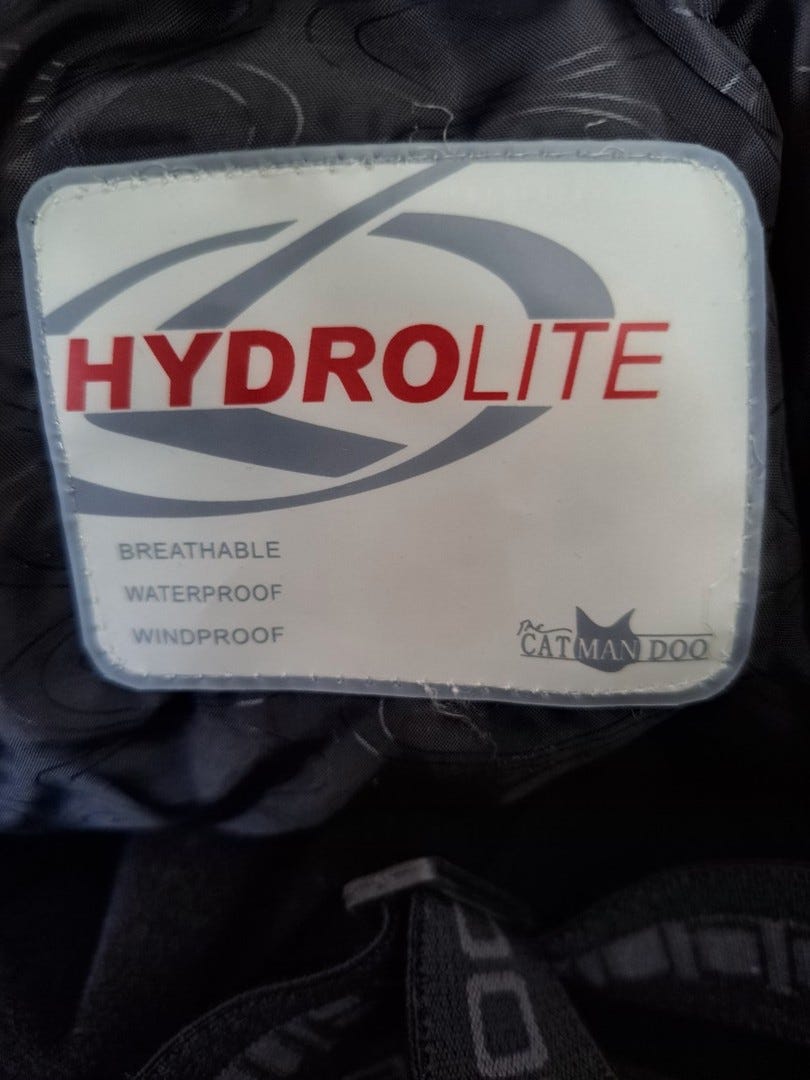 HYDROLITE
BREATHABLE
WATERPROOF
WINDPROOF
The
CATMANDOO